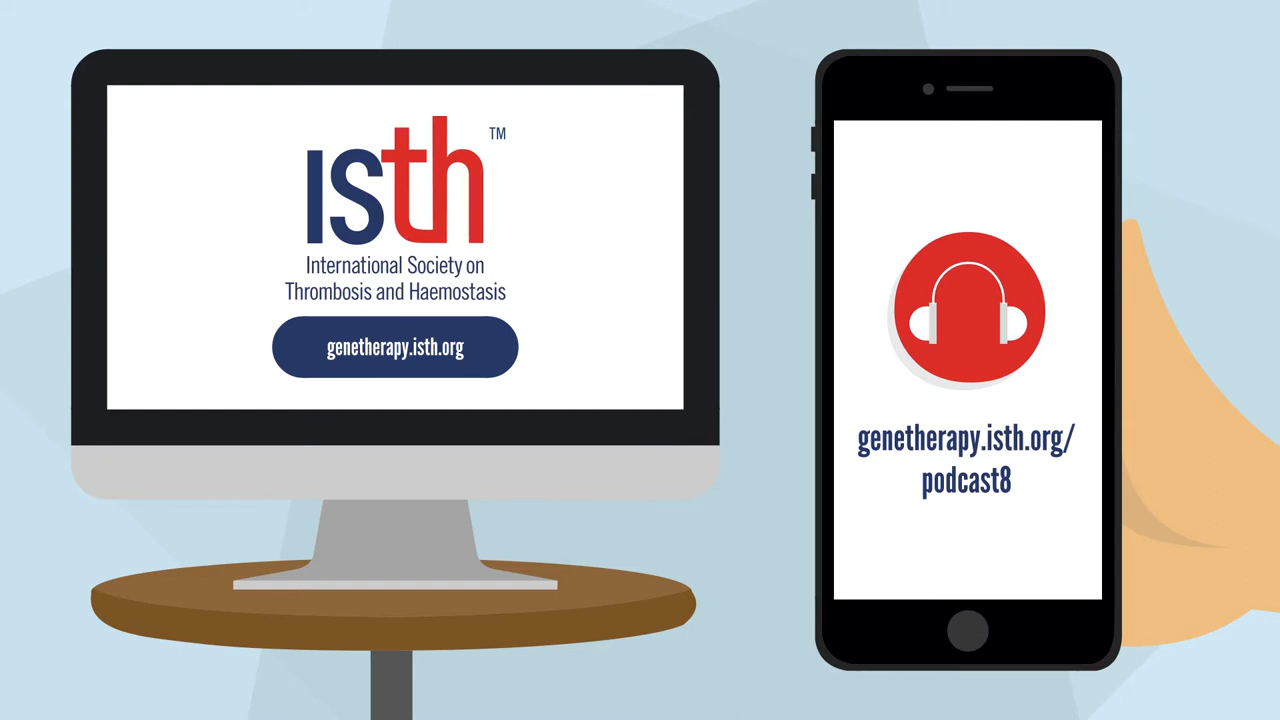 isth TM
International Society on
Thrombosis and Haemostasis
genetherapy.isth.org
genetherapy.isth.org/
podcast8